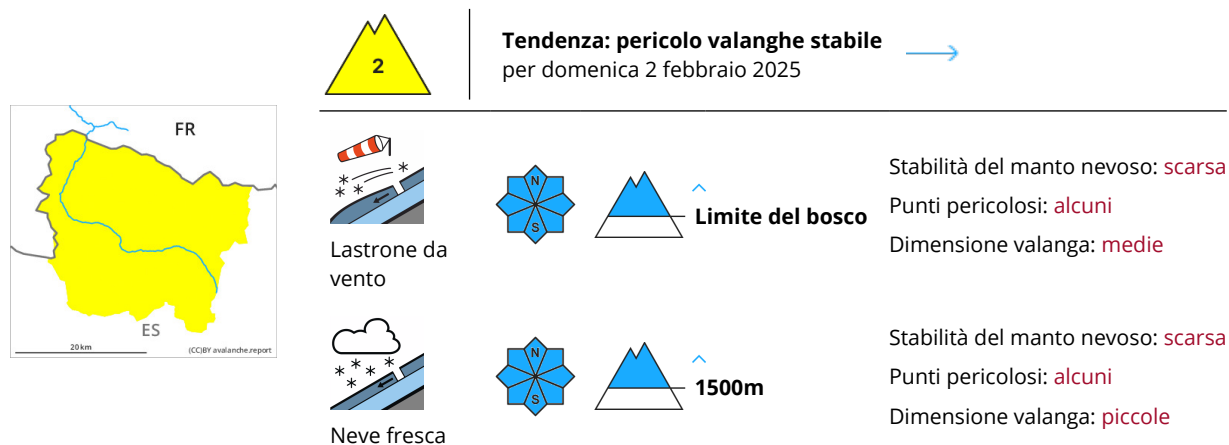 2
Tendenza: pericolo valanghe stabile
per domenica 2 febbraio 2025
FR
ES
20 km
(CC)BY avalanche.report
N
S
Lastrone da
vento
Limite del bosco
Stabilità del manto nevoso: scarsa
Punti pericolosi: alcuni
Dimensione valanga: medie
N
S
Neve fresca
1500m
Stabilità del manto nevoso: scarsa
Punti pericolosi: alcuni
Dimensione valanga: piccole